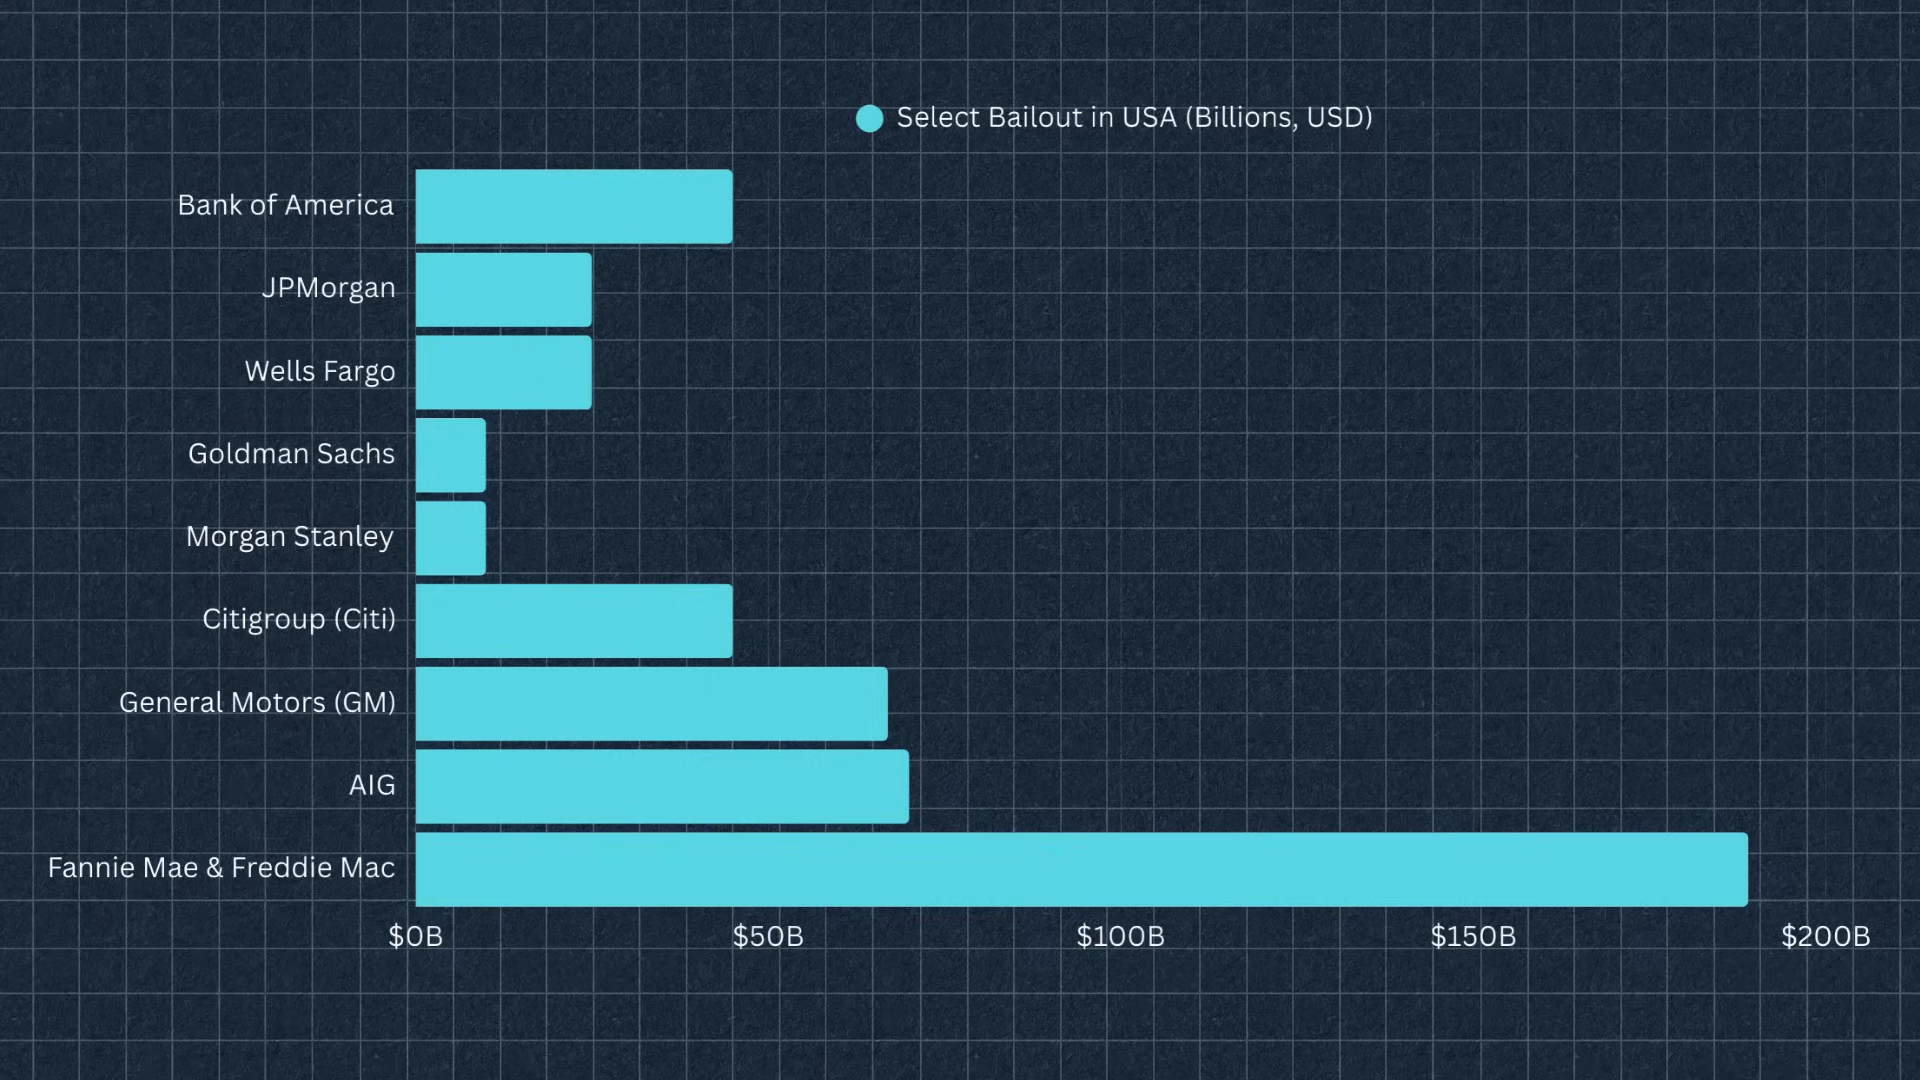 Select Bailout in USA (Billions, USD)
Bank of America
JPMorgan
Wells Fargo
Goldman Sachs
Morgan Stanley
Citigroup (Citi)
General Motors (GM)
AIG
Fannie Mae & Freddie Mac
$0B $50B $100B $150B $200B